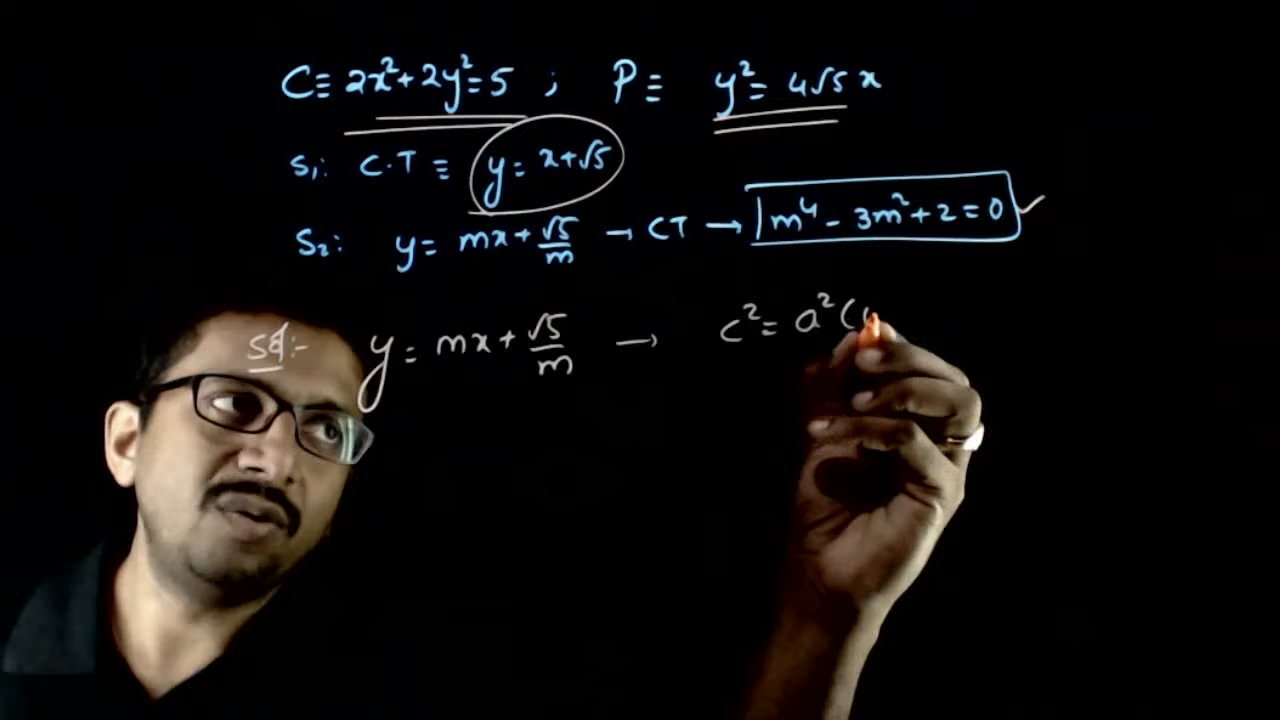 C ≡ 2x²+2y²=5 ; P ≡ y²= 4√5 x
S₁: C.T ≡ y= x+√5
S₂: y= mx+√5/m → CT → m⁴ - 3m²+2=0 ✓
y= mx+√5/m → c²= a²(